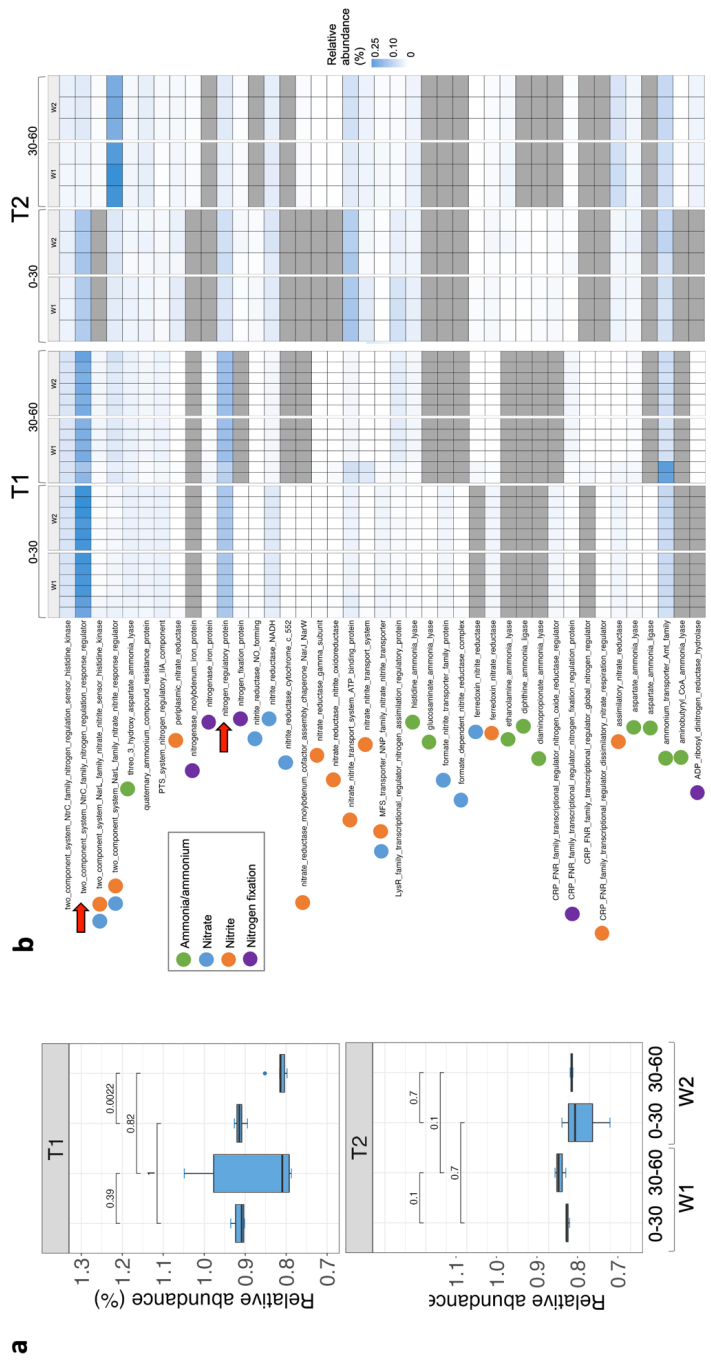 a
T1
Relative abundance (%)
1.3
1.2
1.1
1.0
0.9
0.8
0.39
1
0.82
0.0022
T2
Relative abundance
1.1
1.0
0.9
0.8
0.7
0.1
0.7
0.1
0.7
0-30
30-60
0-30
30-60
W1
W2
b
Ammonia/ammonium
Nitrate
Nitrite
Nitrogen fixation
T1
T2
0-30
30-60
0-30
30-60
W1
W2
W1
W2
W1
W2
W1
W2
Relative
abundance
(%)
0.25
0.10
0
two_component_system_NtrC_family_nitrogen_regulation_sensor_histidine_kinase
two_component_system_NtrC_family_nitrogen_regulation_response_regulator
two_component_system_NarL_family_nitrate_nitrite_sensor_histidine_kinase
two_component_system_NarL_family_nitrate_nitrite_response_regulator
threo_3_hydroxy_aspartate_ammonia_lyase
quaternary_ammonium_compound_resistance_protein
PTS_system_nitrogen_regulatory_IIA_component
periplasmic_nitrate_reductase
nitrogenase_molybdenum_iron_protein
nitrogenase_iron_protein
nitrogen_regulatory_protein
nitrogen_fixation_protein
nitrite_reductase_NO_forming
nitrite_reductase_NADH
nitrite_reductase_cytochrome_c_552
nitrate_reductase_molybdenum_cofactor_assembly_chaperone_NarJ_NarW
nitrate_reductase_gamma_subunit
nitrate_reductase__nitrite_oxidoreductase
nitrate_nitrite_transport_system_ATP_binding_protein
nitrate_nitrite_transport_system
MFS_transporter_NNP_family_nitrate_nitrite_transporter
LysR_family_transcriptional_regulator_nitrogen_assimilation_regulatory_protein
histidine_ammonia_lyase
glucosaminate_ammonia_lyase
formate_nitrite_transporter_family_protein
formate_dependent_nitrite_reductase_complex
ferredoxin_nitrite_reductase
ferredoxin_nitrate_reductase
ethanolamine_ammonia_lyase
diphthine_ammonia_ligase
diaminopropionate_ammonia_lyase
CRP_FNR_family_transcriptional_regulator_nitrogen_oxide_reductase_regulator
CRP_FNR_family_transcriptional_regulator_nitrogen_fixation_regulation_protein
CRP_FNR_family_transcriptional_regulator_global_nitrogen_regulator
CRP_FNR_family_transcriptional_regulator_dissimilatory_nitrate_respiration_regulator
assimilatory_nitrate_reductase
aspartate_ammonia_lyase
aspartate_ammonia_ligase
ammonium_transporter_Amt_family
aminobutyryl_CoA_ammonia_lyase
ADP_ribosyl_dinitrogen_reductase_hydrolase